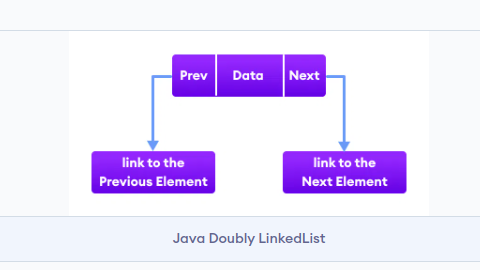 Prev Data Next
link to the link to the
Previous Element Next Element
Java Doubly LinkedList